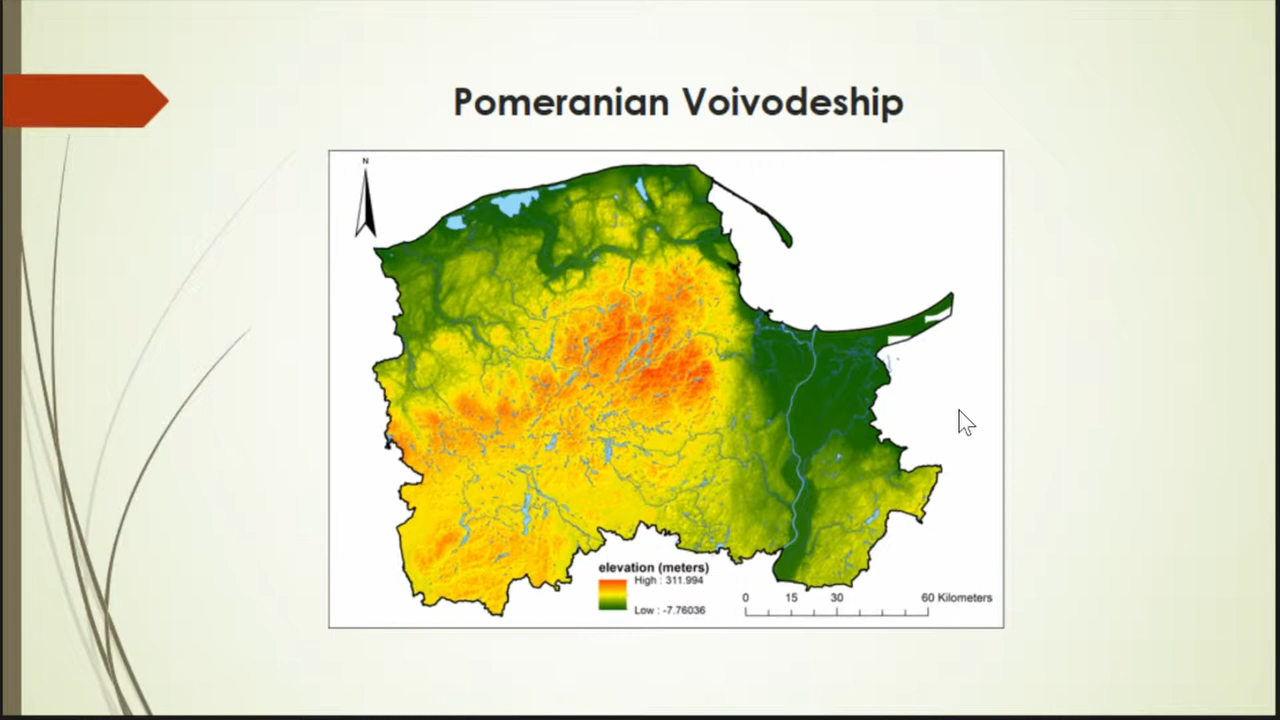 Pomeranian Voivodeship
N
elevation (meters)
High : 311.994
Low : -7.76036
0 15 30 60 Kilometers